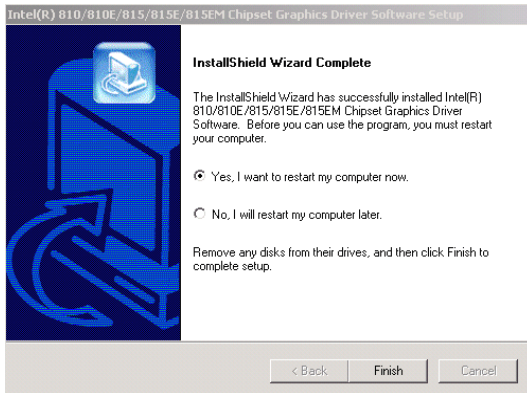 Intel(R) 810/810E/815/815E/815EM Chipset Graphics Driver Software Setup
InstallShield Wizard Complete
The InstallShield Wizard has successfully installed Intel(R)
810/810E/815/815E/815EM Chipset Graphics Driver
Software. Before you can use the program, you must restart
your computer.
Yes, I want to restart my computer now.
No, I will restart my computer later.
Remove any disks from their drives, and then click Finish to
complete setup.
< Back
Finish
Cancel